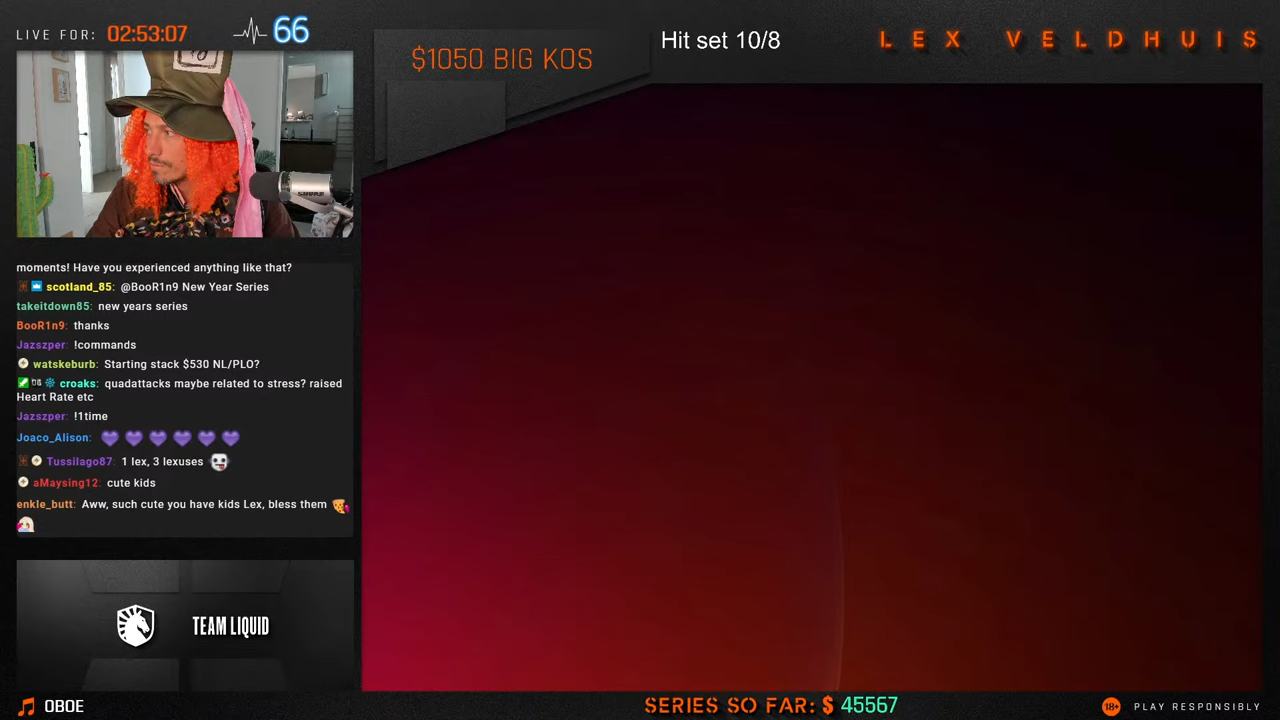 LIVE FOR: 02:53:07 66
$1050 BIG KOS
Hit set 10/8
LEX VELDHUIS
moments! Have you experienced anything like that?
scotland_85: @BooR1n9 New Year Series
takeitdown85: new years series
BooR1n9: thanks
Jazszper: !commands
watskeburb: Starting stack $530 NL/PLO?
croaks: quadattacks maybe related to stress? raised
Heart Rate etc
Jazszper: !1time
Joaco_Alison:
Tussilago87: 1 lex, 3 lexuses
aMaysing12: cute kids
enkle_butt: Aww, such cute you have kids Lex, bless them
TEAM LIQUID
OBOE
SERIES SO FAR: $ 45567
18+ PLAY RESPONSIBLY